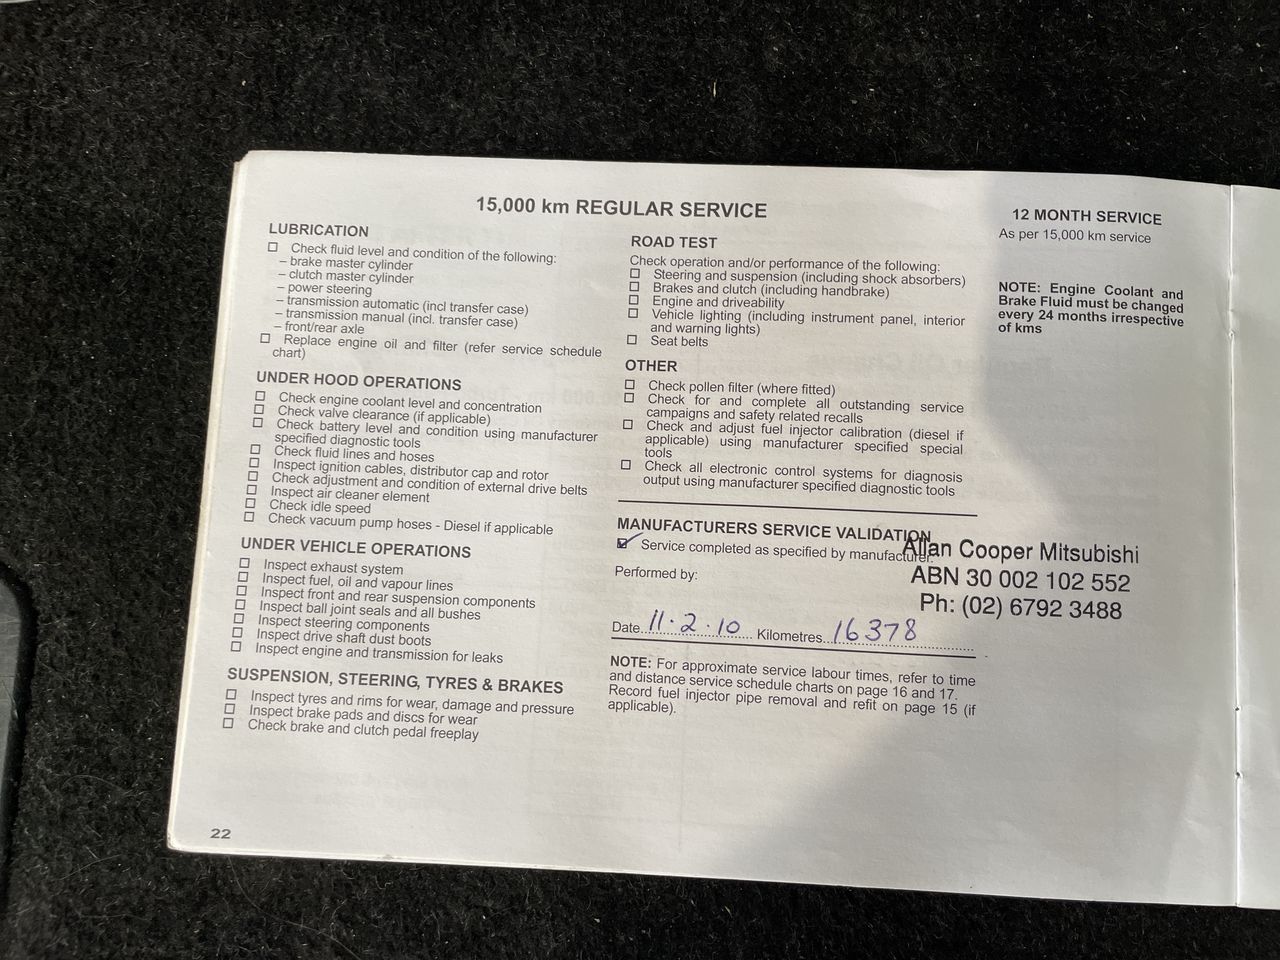 15,000 km REGULAR SERVICE
LUBRICATION
☐ Check fluid level and condition of the following:
– brake master cylinder
– clutch master cylinder
– power steering
– transmission automatic (incl transfer case)
– transmission manual (incl. transfer case)
– front/rear axle
☐ Replace engine oil and filter (refer service schedule
chart)
UNDER HOOD OPERATIONS
☐ Check engine coolant level and concentration
☐ Check valve clearance (if applicable)
☐ Check battery level and condition using manufacturer
specified diagnostic tools
☐ Check fluid lines and hoses
☐ Inspect ignition cables, distributor cap and rotor
☐ Check adjustment and condition of external drive belts
☐ Inspect air cleaner element
☐ Check idle speed
☐ Check vacuum pump hoses - Diesel if applicable
UNDER VEHICLE OPERATIONS
☐ Inspect exhaust system
☐ Inspect fuel, oil and vapour lines
☐ Inspect front and rear suspension components
☐ Inspect ball joint seals and all bushes
☐ Inspect steering components
☐ Inspect drive shaft dust boots
☐ Inspect engine and transmission for leaks
SUSPENSION, STEERING, TYRES & BRAKES
☐ Inspect tyres and rims for wear, damage and pressure
☐ Inspect brake pads and discs for wear
☐ Check brake and clutch pedal freeplay
22
ROAD TEST
Check operation and/or performance of the following:
☐ Steering and suspension (including shock absorbers)
☐ Brakes and clutch (including handbrake)
☐ Engine and driveability
☐ Vehicle lighting (including instrument panel, interior
and warning lights)
☐ Seat belts
OTHER
☐ Check pollen filter (where fitted)
☐ Check for and complete all outstanding service
campaigns and safety related recalls
☐ Check and adjust fuel injector calibration (diesel if
applicable) using manufacturer specified special
tools
☐ Check all electronic control systems for diagnosis
output using manufacturer specified diagnostic tools
MANUFACTURERS SERVICE VALIDATION
☑ Service completed as specified by manufacturer.
Performed by:
Allan Cooper Mitsubishi
ABN 30 002 102 552
Ph: (02) 6792 3488
Date 11.2.10 Kilometres 16378
NOTE: For approximate service labour times, refer to time
and distance service schedule charts on page 16 and 17.
Record fuel injector pipe removal and refit on page 15 (if
applicable).
12 MONTH SERVICE
As per 15,000 km service
NOTE: Engine Coolant and
Brake Fluid must be changed
every 24 months irrespective
of kms